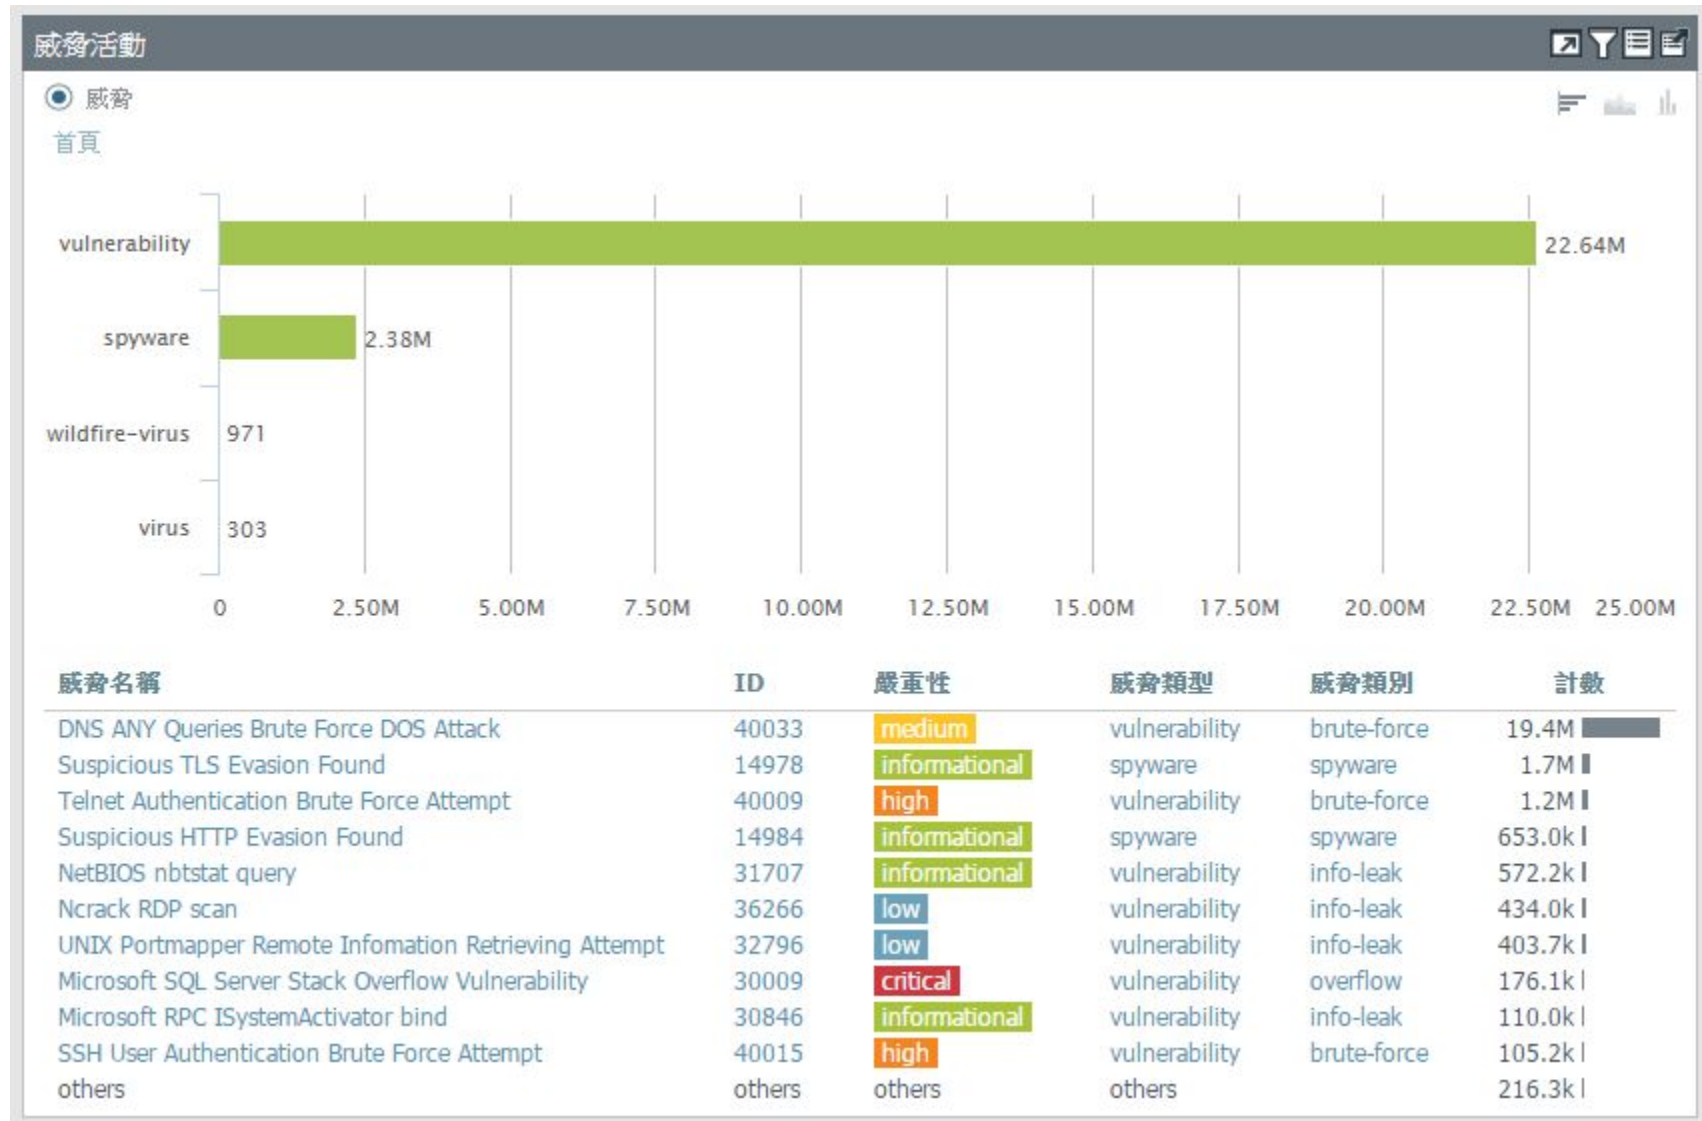 威脅活動
威脅
首頁
vulnerability 22.64M
spyware 2.38M
wildfire-virus 971
virus 303
0 2.50M 5.00M 7.50M 10.00M 12.50M 15.00M 17.50M 20.00M 22.50M 25.00M
威脅名稱 ID 嚴重性 威脅類型 威脅類別 計數
DNS ANY Queries Brute Force DOS Attack 40033 medium vulnerability brute-force 19.4M
Suspicious TLS Evasion Found 14978 informational spyware spyware 1.7M
Telnet Authentication Brute Force Attempt 40009 high vulnerability brute-force 1.2M
Suspicious HTTP Evasion Found 14984 informational spyware spyware 653.0k
NetBIOS nbtstat query 31707 informational vulnerability info-leak 572.2k
Ncrack RDP scan 36266 low vulnerability info-leak 434.0k
UNIX Portmapper Remote Infomation Retrieving Attempt 32796 low vulnerability info-leak 403.7k
Microsoft SQL Server Stack Overflow Vulnerability 30009 critical vulnerability overflow 176.1k
Microsoft RPC ISystemActivator bind 30846 informational vulnerability info-leak 110.0k
SSH User Authentication Brute Force Attempt 40015 high vulnerability brute-force 105.2k
others others others others 216.3k